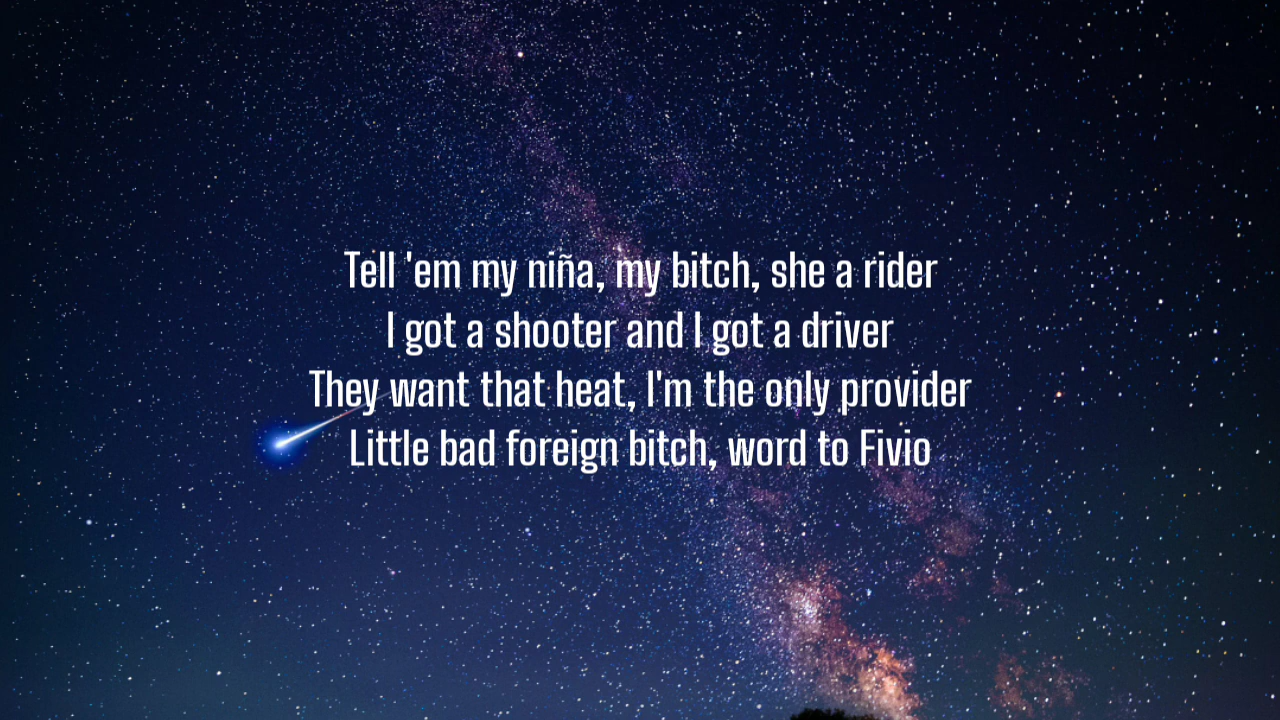 Tell 'em my niña, my bitch, she a rider
I got a shooter and I got a driver
They want that heat, I'm the only provider
Little bad foreign bitch, word to Fivio